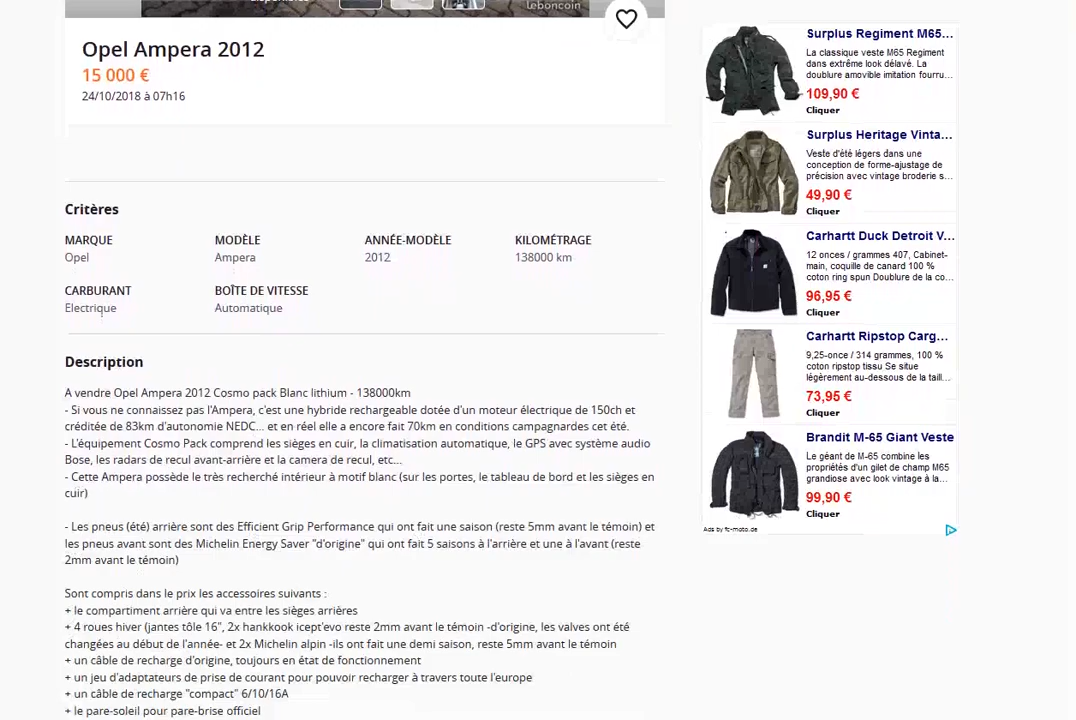 leboncoin
Opel Ampera 2012
15 000 €
24/10/2018 à 07h16
Critères
MARQUE
Opel
MODÈLE
Ampera
ANNÉE-MODÈLE
2012
KILOMÉTRAGE
138000 km
CARBURANT
Electrique
BOÎTE DE VITESSE
Automatique
Description
A vendre Opel Ampera 2012 Cosmo pack Blanc lithium - 138000km
- Si vous ne connaissez pas l'Ampera, c'est une hybride rechargeable dotée d'un moteur électrique de 150ch et
créditée de 83km d'autonomie NEDC... et en réel elle a encore fait 70km en conditions campagnardes cet été.
- L'équipement Cosmo Pack comprend les sièges en cuir, la climatisation automatique, le GPS avec système audio
Bose, les radars de recul avant-arrière et la camera de recul, etc...
- Cette Ampera possède le très recherché intérieur à motif blanc (sur les portes, le tableau de bord et les sièges en
cuir)
- Les pneus (été) arrière sont des Efficient Grip Performance qui ont fait une saison (reste 5mm avant le témoin) et
les pneus avant sont des Michelin Energy Saver "d'origine" qui ont fait 5 saisons à l'arrière et une à l'avant (reste
2mm avant le témoin)
Sont compris dans le prix les accessoires suivants :
+ le compartiment arrière qui va entre les sièges arrières
+ 4 roues hiver (jantes tôle 16", 2x hankkook icept'evo reste 2mm avant le témoin -d'origine, les valves ont été
changées au début de l'année- et 2x Michelin alpin -ils ont fait une demi saison, reste 5mm avant le témoin
+ un câble de recharge d'origine, toujours en état de fonctionnement
+ un jeu d'adaptateurs de prise de courant pour pouvoir recharger à travers toute l'europe
+ un câble de recharge "compact" 6/10/16A
+ le pare-soleil pour pare-brise officiel
Surplus Regiment M65...
La classique veste M65 Regiment
dans extrême look délavé. La
doublure amovible imitation fourru...
109,90 €
Cliquer
Surplus Heritage Vinta...
Veste d'été légers dans une
conception de forme-ajustage de
précision avec vintage broderie s...
49,90 €
Cliquer
Carhartt Duck Detroit V...
12 onces / grammes 407, Cabinet-
main, coquille de canard 100 %
coton ring spun Doublure de la co...
96,95 €
Cliquer
Carhartt Ripstop Carg...
9,25-once / 314 grammes, 100 %
coton ripstop tissu Se situe
légèrement au-dessous de la taill...
73,95 €
Cliquer
Brandit M-65 Giant Veste
Le géant de M-65 combine les
propriétés d'un gilet de champ M65
grandiose avec look vintage à la...
99,90 €
Cliquer
Ads by fc-moto.de